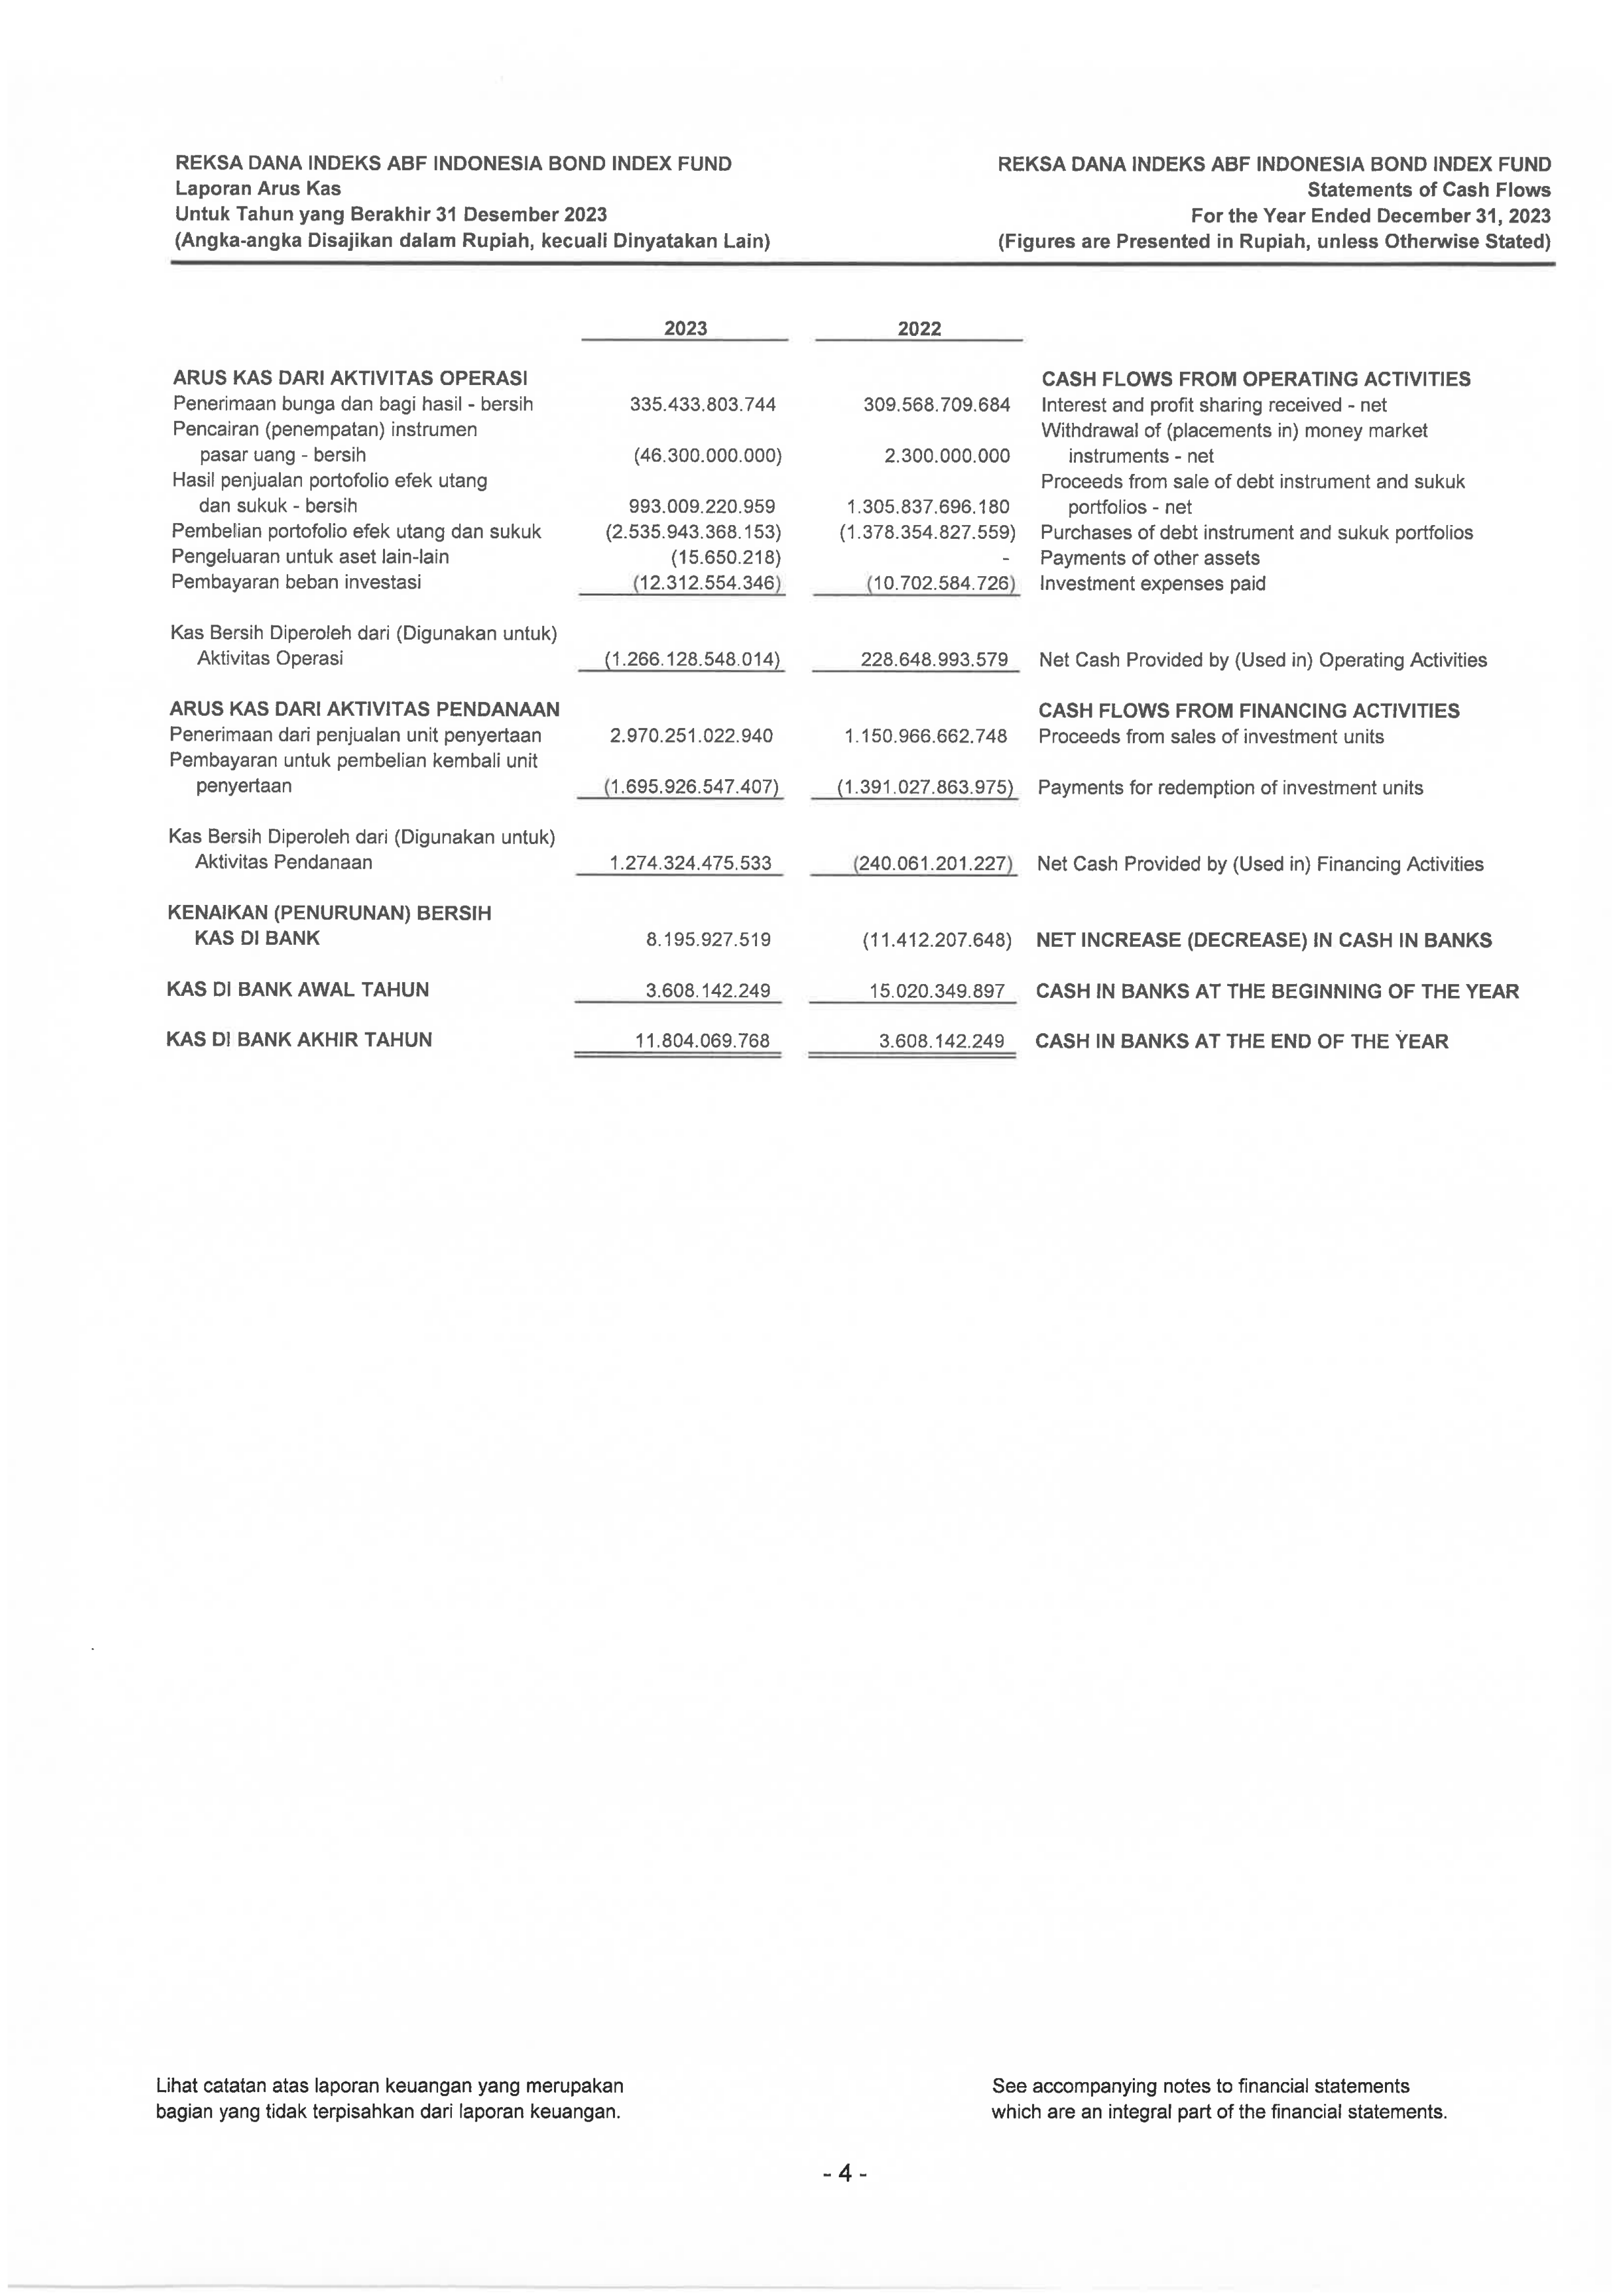 REKSA DANA INDEKS ABF INDONESIA BOND INDEX FUND
Laporan Arus Kas
Untuk Tahun yang Berakhir 31 Desember 2023
(Angka-angka Disajikan dalam Rupiah, kecuali Dinyatakan Lain)
REKSA DANA INDEKS ABF INDONESIA BOND INDEX FUND
Statements of Cash Flows
For the Year Ended December 31, 2023
(Figures are Presented in Rupiah, unless Otherwise Stated)
2023 2022
ARUS KAS DARI AKTIVITAS OPERASI CASH FLOWS FROM OPERATING ACTIVITIES
Penerimaan bunga dan bagi hasil - bersih 335.433.803.744 309.568.709.684 Interest and profit sharing received - net
Pencairan (penempatan) instrumen Withdrawal of (placements in) money market
pasar uang - bersih (46.300.000.000) 2.300.000.000 instruments - net
Hasil penjualan portofolio efek utang Proceeds from sale of debt instrument and sukuk
dan sukuk - bersih 993.009.220.959 1.305.837.696.180 portfolios - net
Pembelian portofolio efek utang dan sukuk (2.535.943.368.153) (1.378.354.827.559) Purchases of debt instrument and sukuk portfolios
Pengeluaran untuk aset lain-lain (15.650.218) - Payments of other assets
Pembayaran beban investasi (12.312.554.346) (10.702.584.726) Investment expenses paid
Kas Bersih Diperoleh dari (Digunakan untuk)
Aktivitas Operasi (1.266.128.548.014) 228.648.993.579 Net Cash Provided by (Used in) Operating Activities
ARUS KAS DARI AKTIVITAS PENDANAAN CASH FLOWS FROM FINANCING ACTIVITIES
Penerimaan dari penjualan unit penyertaan 2.970.251.022.940 1.150.966.662.748 Proceeds from sales of investment units
Pembayaran untuk pembelian kembali unit
penyertaan (1.695.926.547.407) (1.391.027.863.975) Payments for redemption of investment units
Kas Bersih Diperoleh dari (Digunakan untuk)
Aktivitas Pendanaan 1.274.324.475.533 (240.061.201.227) Net Cash Provided by (Used in) Financing Activities
KENAIKAN (PENURUNAN) BERSIH
KAS DI BANK 8.195.927.519 (11.412.207.648) NET INCREASE (DECREASE) IN CASH IN BANKS
KAS DI BANK AWAL TAHUN 3.608.142.249 15.020.349.897 CASH IN BANKS AT THE BEGINNING OF THE YEAR
KAS DI BANK AKHIR TAHUN 11.804.069.768 3.608.142.249 CASH IN BANKS AT THE END OF THE YEAR
Lihat catatan atas laporan keuangan yang merupakan
bagian yang tidak terpisahkan dari laporan keuangan.
See accompanying notes to financial statements
which are an integral part of the financial statements.
- 4 -